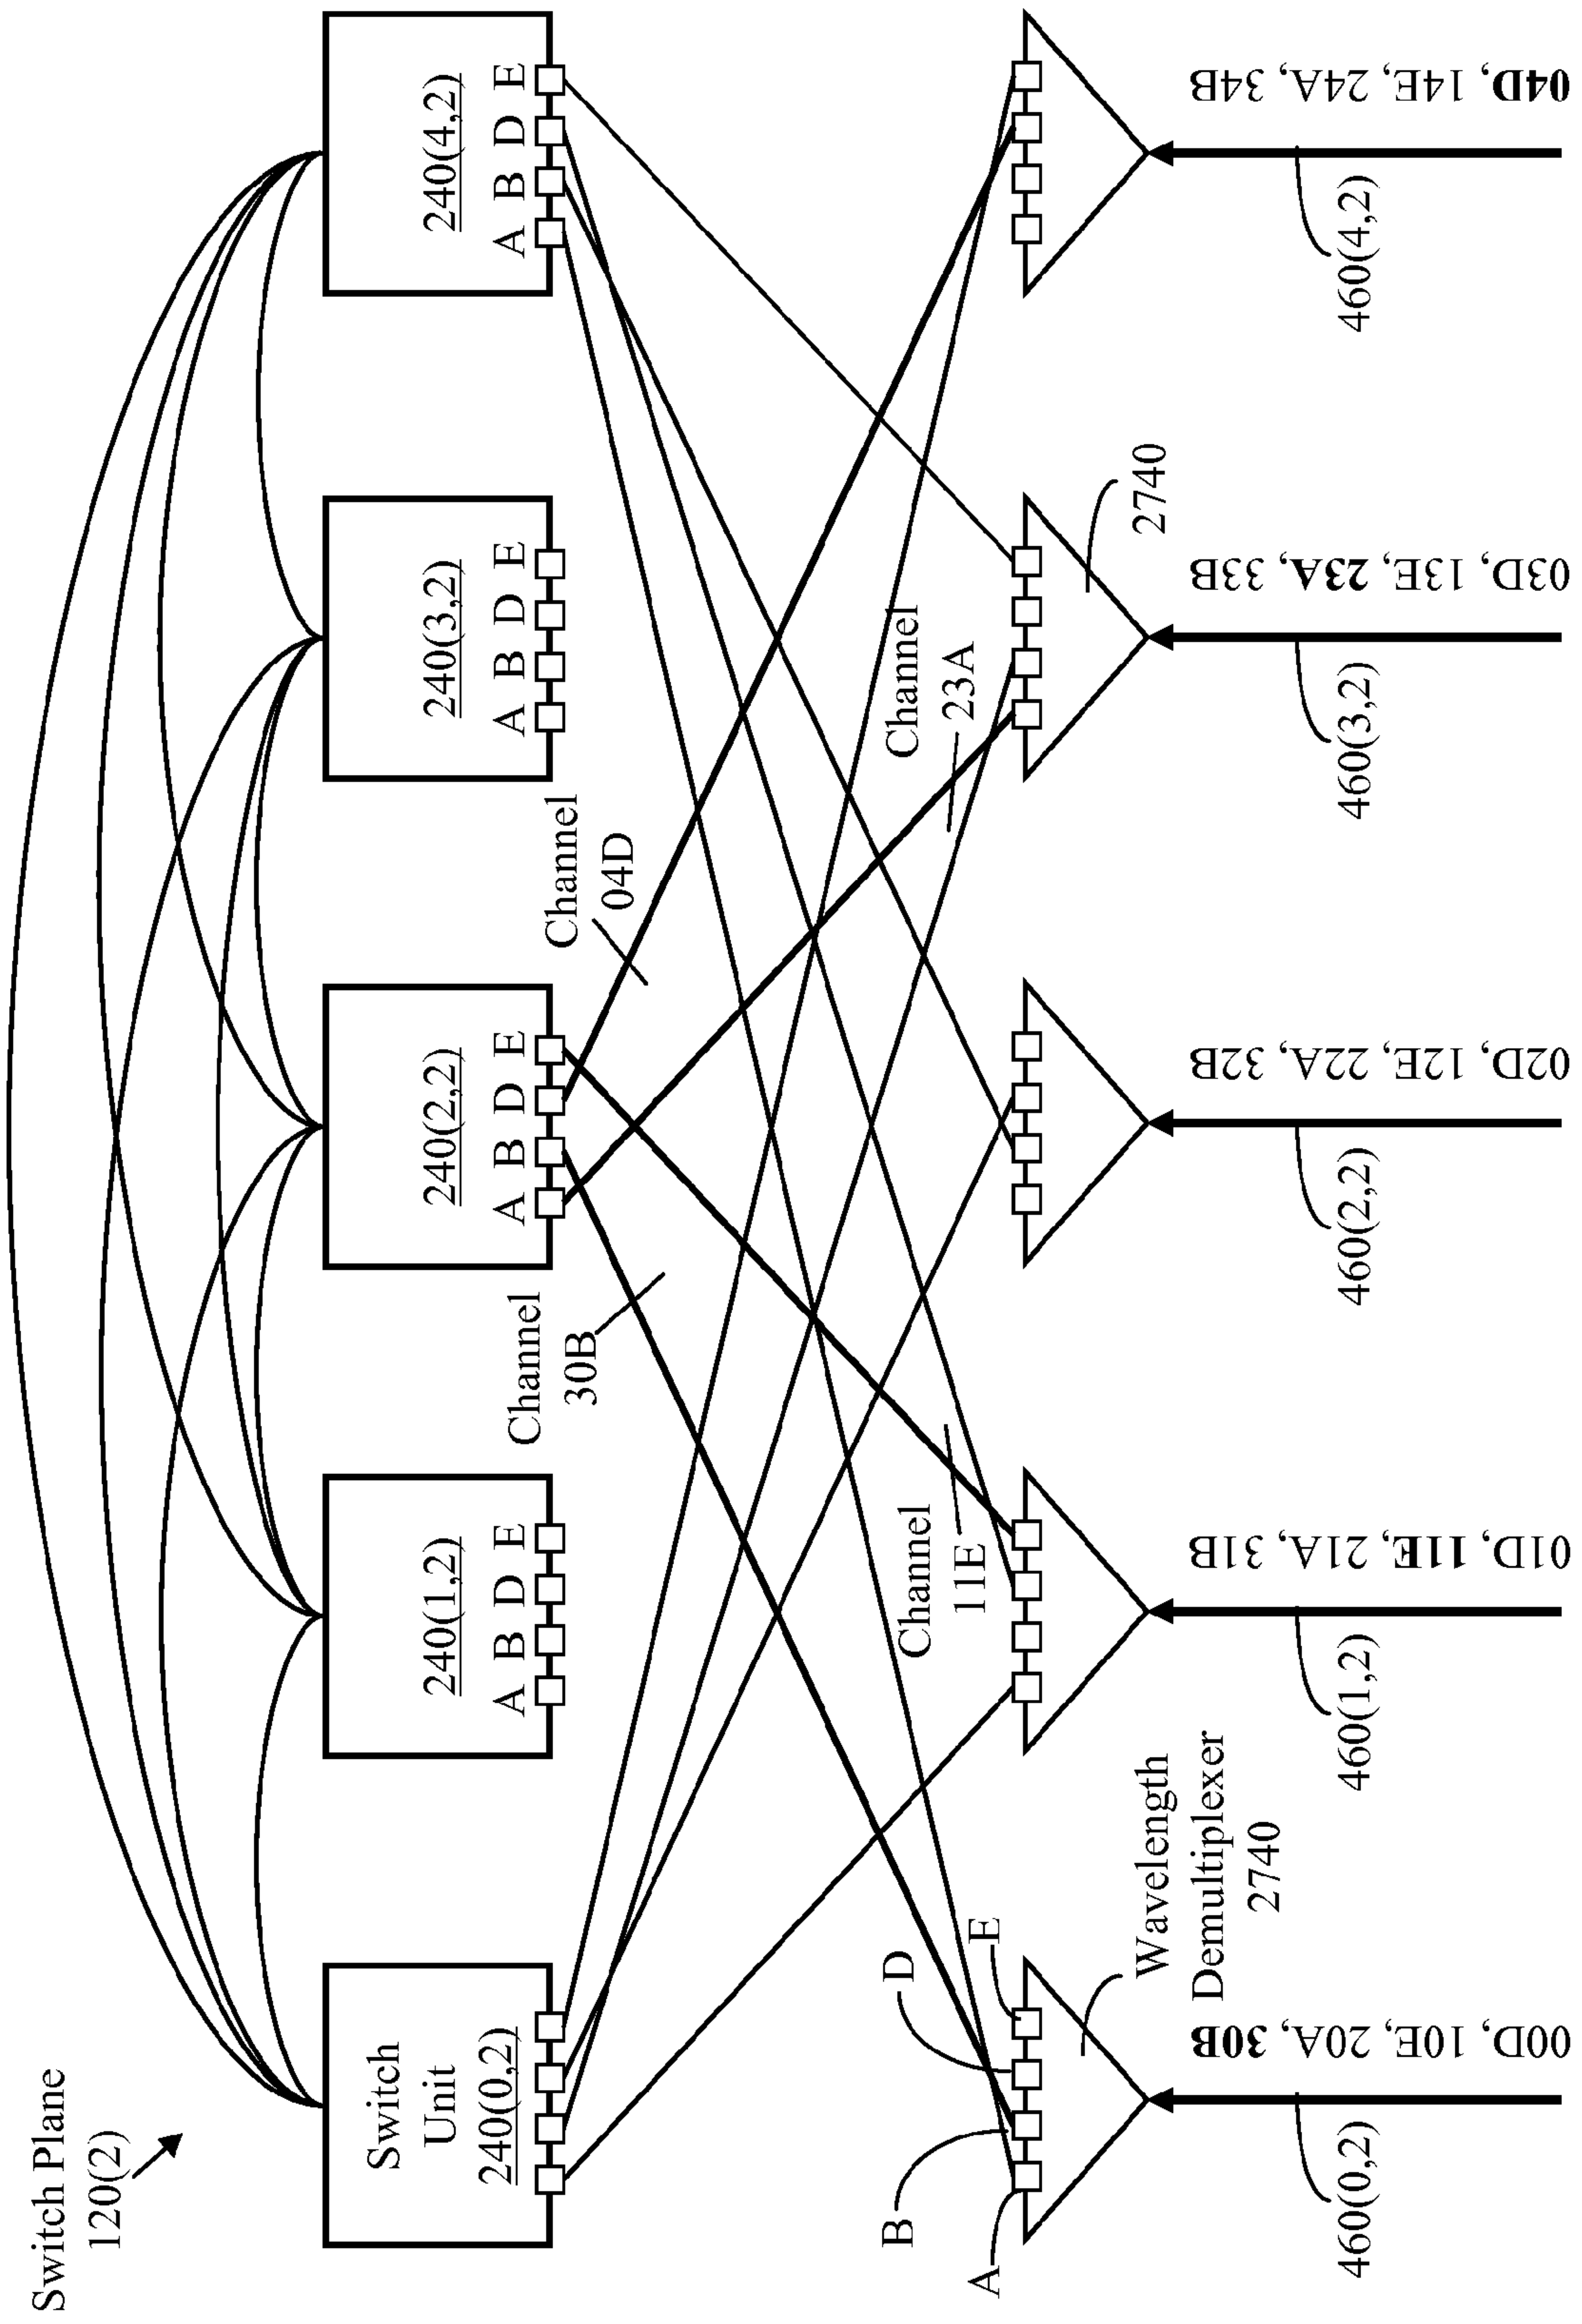 Switch Plane
120(2)
Switch
Unit
240(0,2)
240(1,2)
A B D E
240(2,2)
A B D E
240(3,2)
A B D E
240(4,2)
A B D E
Channel
30B
Channel
04D
Channel
11E
Channel
23A
A
B
D
E
Wavelength
Demultiplexer
2740
2740
460(0,2)
00D, 10E, 20A, 30B
460(1,2)
01D, 11E, 21A, 31B
460(2,2)
02D, 12E, 22A, 32B
460(3,2)
03D, 13E, 23A, 33B
460(4,2)
04D, 14E, 24A, 34B